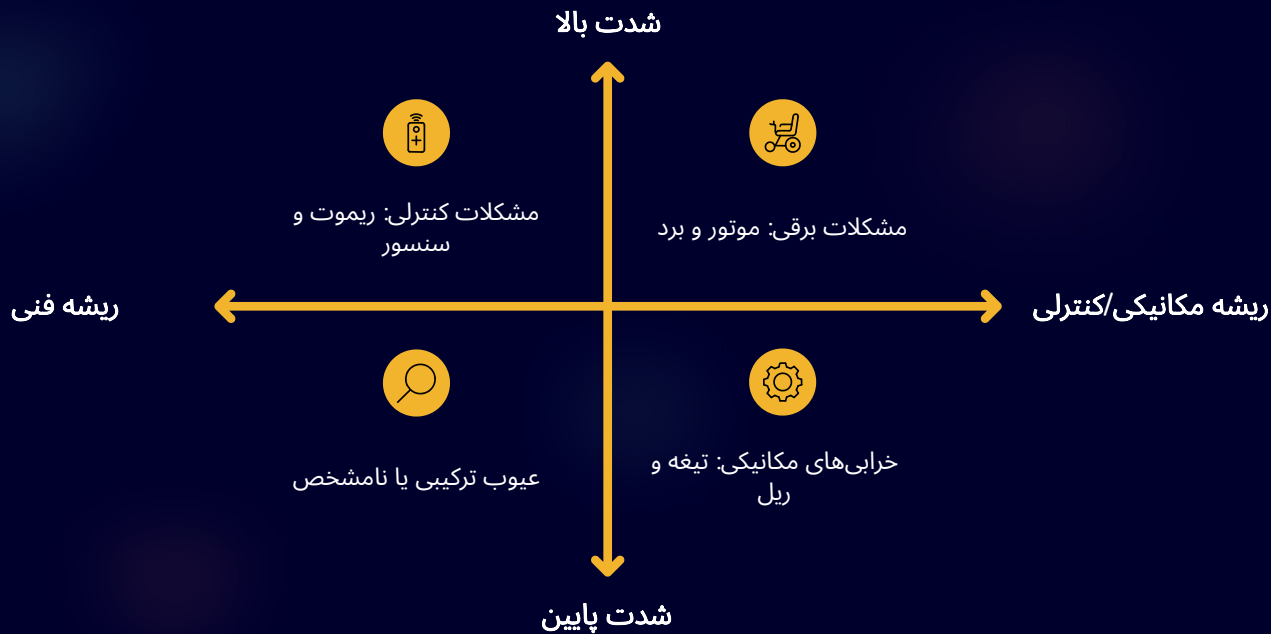 شدت بالا
مشکلات برقی: موتور و برد
مشکلات کنترلی: ریموت و
سنسور
ریشه مکانیکی/کنترلی
ریشه فنی
خرابی‌های مکانیکی: تیغه و
ریل
عیوب ترکیبی یا نامشخص
شدت پایین